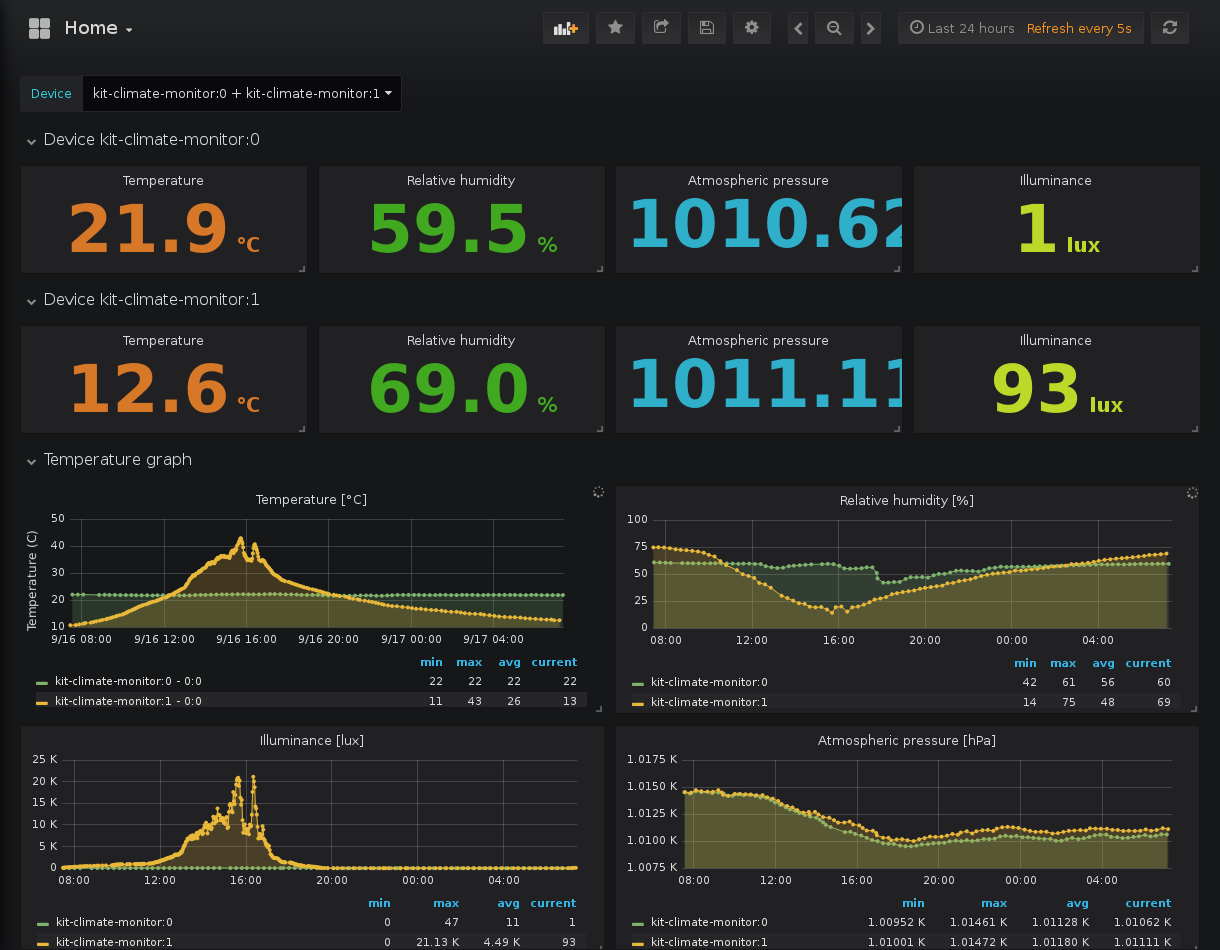 Home
Last 24 hours Refresh every 5s
Device kit-climate-monitor:0 + kit-climate-monitor:1
Device kit-climate-monitor:0
Temperature Relative humidity Atmospheric pressure Illuminance
21.9 °C 59.5 % 1010.62 1 lux
Device kit-climate-monitor:1
Temperature Relative humidity Atmospheric pressure Illuminance
12.6 °C 69.0 % 1011.11 93 lux
Temperature graph
Temperature [°C]
Temperature (C)
50
40
30
20
10
9/16 08:00 9/16 12:00 9/16 16:00 9/16 20:00 9/17 00:00 9/17 04:00
min max avg current
kit-climate-monitor:0 - 0:0 22 22 22 22
kit-climate-monitor:1 - 0:0 11 43 26 13
Relative humidity [%]
100
75
50
25
0
08:00 12:00 16:00 20:00 00:00 04:00
min max avg current
kit-climate-monitor:0 42 61 56 60
kit-climate-monitor:1 14 75 48 69
Illuminance [lux]
25 K
20 K
15 K
10 K
5 K
0
08:00 12:00 16:00 20:00 00:00 04:00
min max avg current
kit-climate-monitor:0 0 47 11 1
kit-climate-monitor:1 0 21.13 K 4.49 K 93
Atmospheric pressure [hPa]
1.0175 K
1.0150 K
1.0125 K
1.0100 K
1.0075 K
08:00 12:00 16:00 20:00 00:00 04:00
min max avg current
kit-climate-monitor:0 1.00952 K 1.01461 K 1.01128 K 1.01062 K
kit-climate-monitor:1 1.01001 K 1.01472 K 1.01180 K 1.01111 K